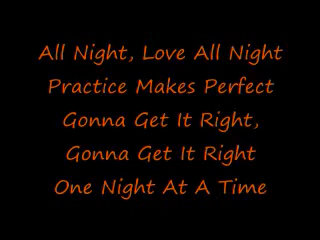 All Night, Love All Night
Practice Makes Perfect
Gonna Get It Right,
Gonna Get It Right
One Night At A Time